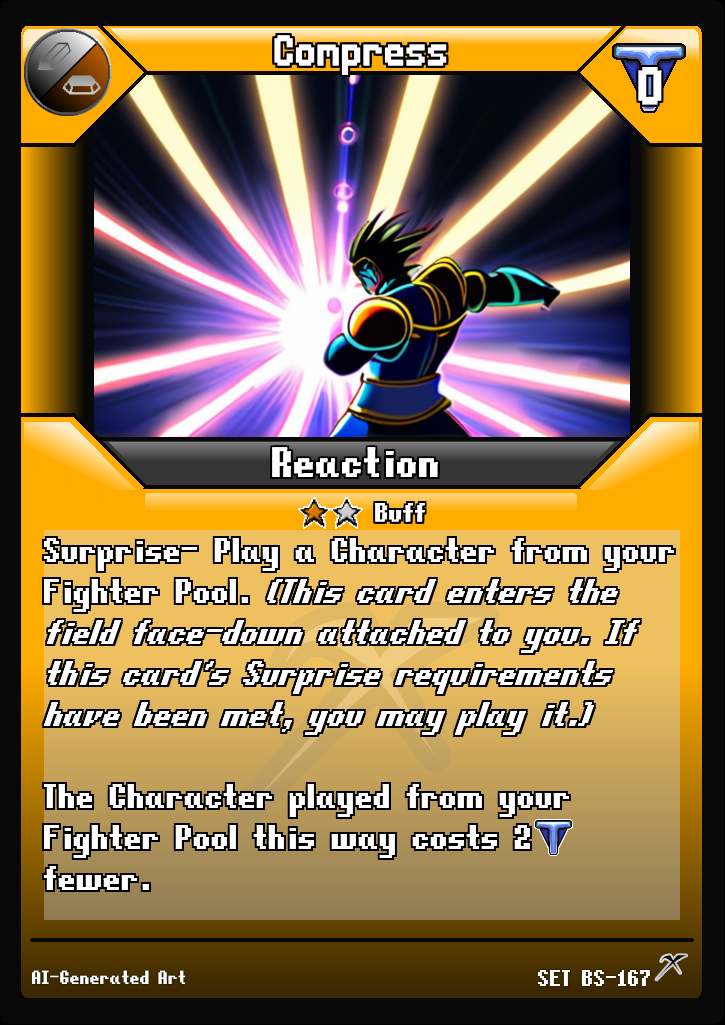 Compress
0
Reaction
Buff
Surprise- Play a Character from your
Fighter Pool. (This card enters the
field face-down attached to you. If
this card's Surprise requirements
have been met, you may play it.)
The Character played from your
Fighter Pool this way costs 2
fewer.
AI-Generated Art
SET BS-167